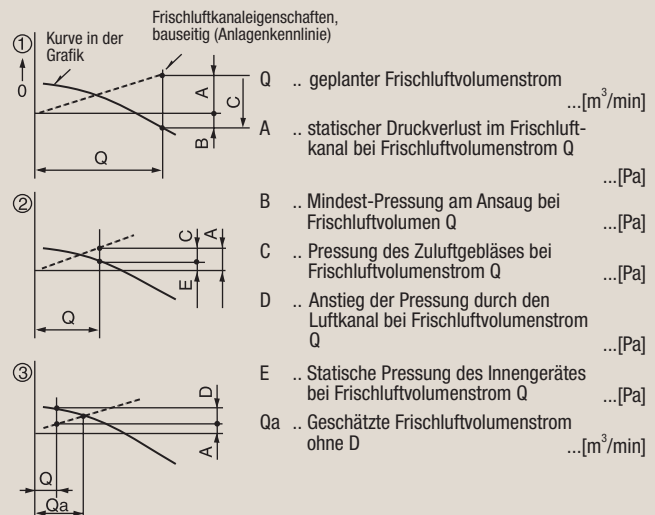 Frischluftkanaleigenschaften,
bauseitig (Anlagenkennlinie)
Kurve in der
Grafik
①
0
A
C
B
Q
②
C
A
E
Q
③
D
A
Q
Qa
Q .. geplanter Frischluftvolumenstrom
...[m³/min]
A .. statischer Druckverlust im Frischluft-
kanal bei Frischluftvolumenstrom Q
...[Pa]
B .. Mindest-Pressung am Ansaug bei
Frischluftvolumen Q ...[Pa]
C .. Pressung des Zuluftgebläses bei
Frischluftvolumenstrom Q ...[Pa]
D .. Anstieg der Pressung durch den
Luftkanal bei Frischluftvolumenstrom
Q ...[Pa]
E .. Statische Pressung des Innengerätes
bei Frischluftvolumenstrom Q ...[Pa]
Qa .. Geschätzte Frischluftvolumenstrom
ohne D ...[m³/min]